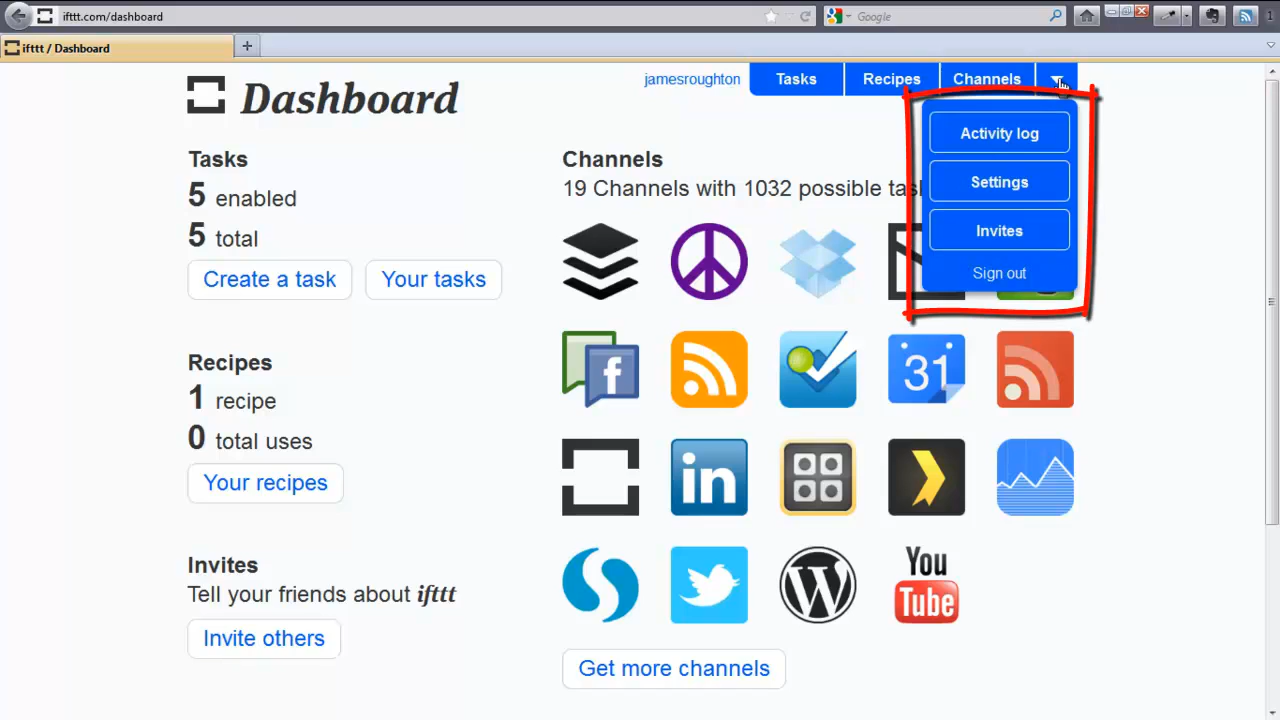 ifttt.com/dashboard
Google
1
ifttt / Dashboard
jamesroughton
Tasks
Recipes
Channels
Dashboard
Activity log
Settings
Invites
Sign out
Tasks
5 enabled
5 total
Create a task
Your tasks
Channels
19 Channels with 1032 possible
f
31
in
You
Tube
Recipes
1 recipe
0 total uses
Your recipes
Invites
Tell your friends about ifttt
Invite others
Get more channels